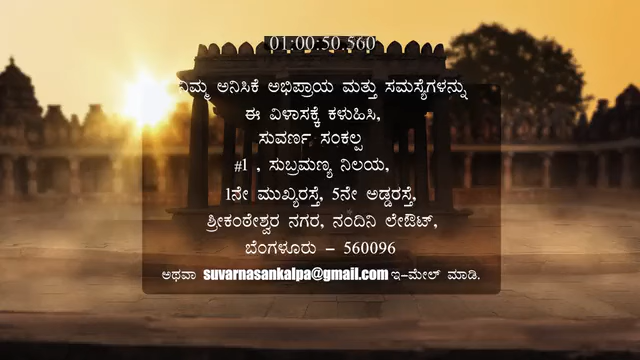 01:00:50.560
ನಿಮ್ಮ ಅನಿಸಿಕೆ ಅಭಿಪ್ರಾಯ ಮತ್ತು ಸಮಸ್ಯೆಗಳನ್ನು
ಈ ವಿಳಾಸಕ್ಕೆ ಕಳುಹಿಸಿ,
ಸುವರ್ಣ ಸಂಕಲ್ಪ
#1 , ಸುಬ್ರಮಣ್ಯ ನಿಲಯ,
1ನೇ ಮುಖ್ಯರಸ್ತೆ, 5ನೇ ಅಡ್ಡರಸ್ತೆ,
ಶ್ರೀಕಂಠೇಶ್ವರ ನಗರ, ನಂದಿನಿ ಲೇಔಟ್,
ಬೆಂಗಳೂರು – 560096
ಅಥವಾ suvarnasankalpa@gmail.com ಇ-ಮೇಲ್ ಮಾಡಿ.